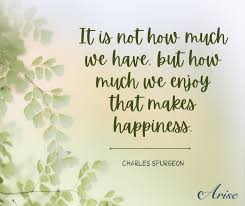 It is not how much
we have, but how
much we enjoy
that makes
happiness.
CHARLES SPURGEON
Arise